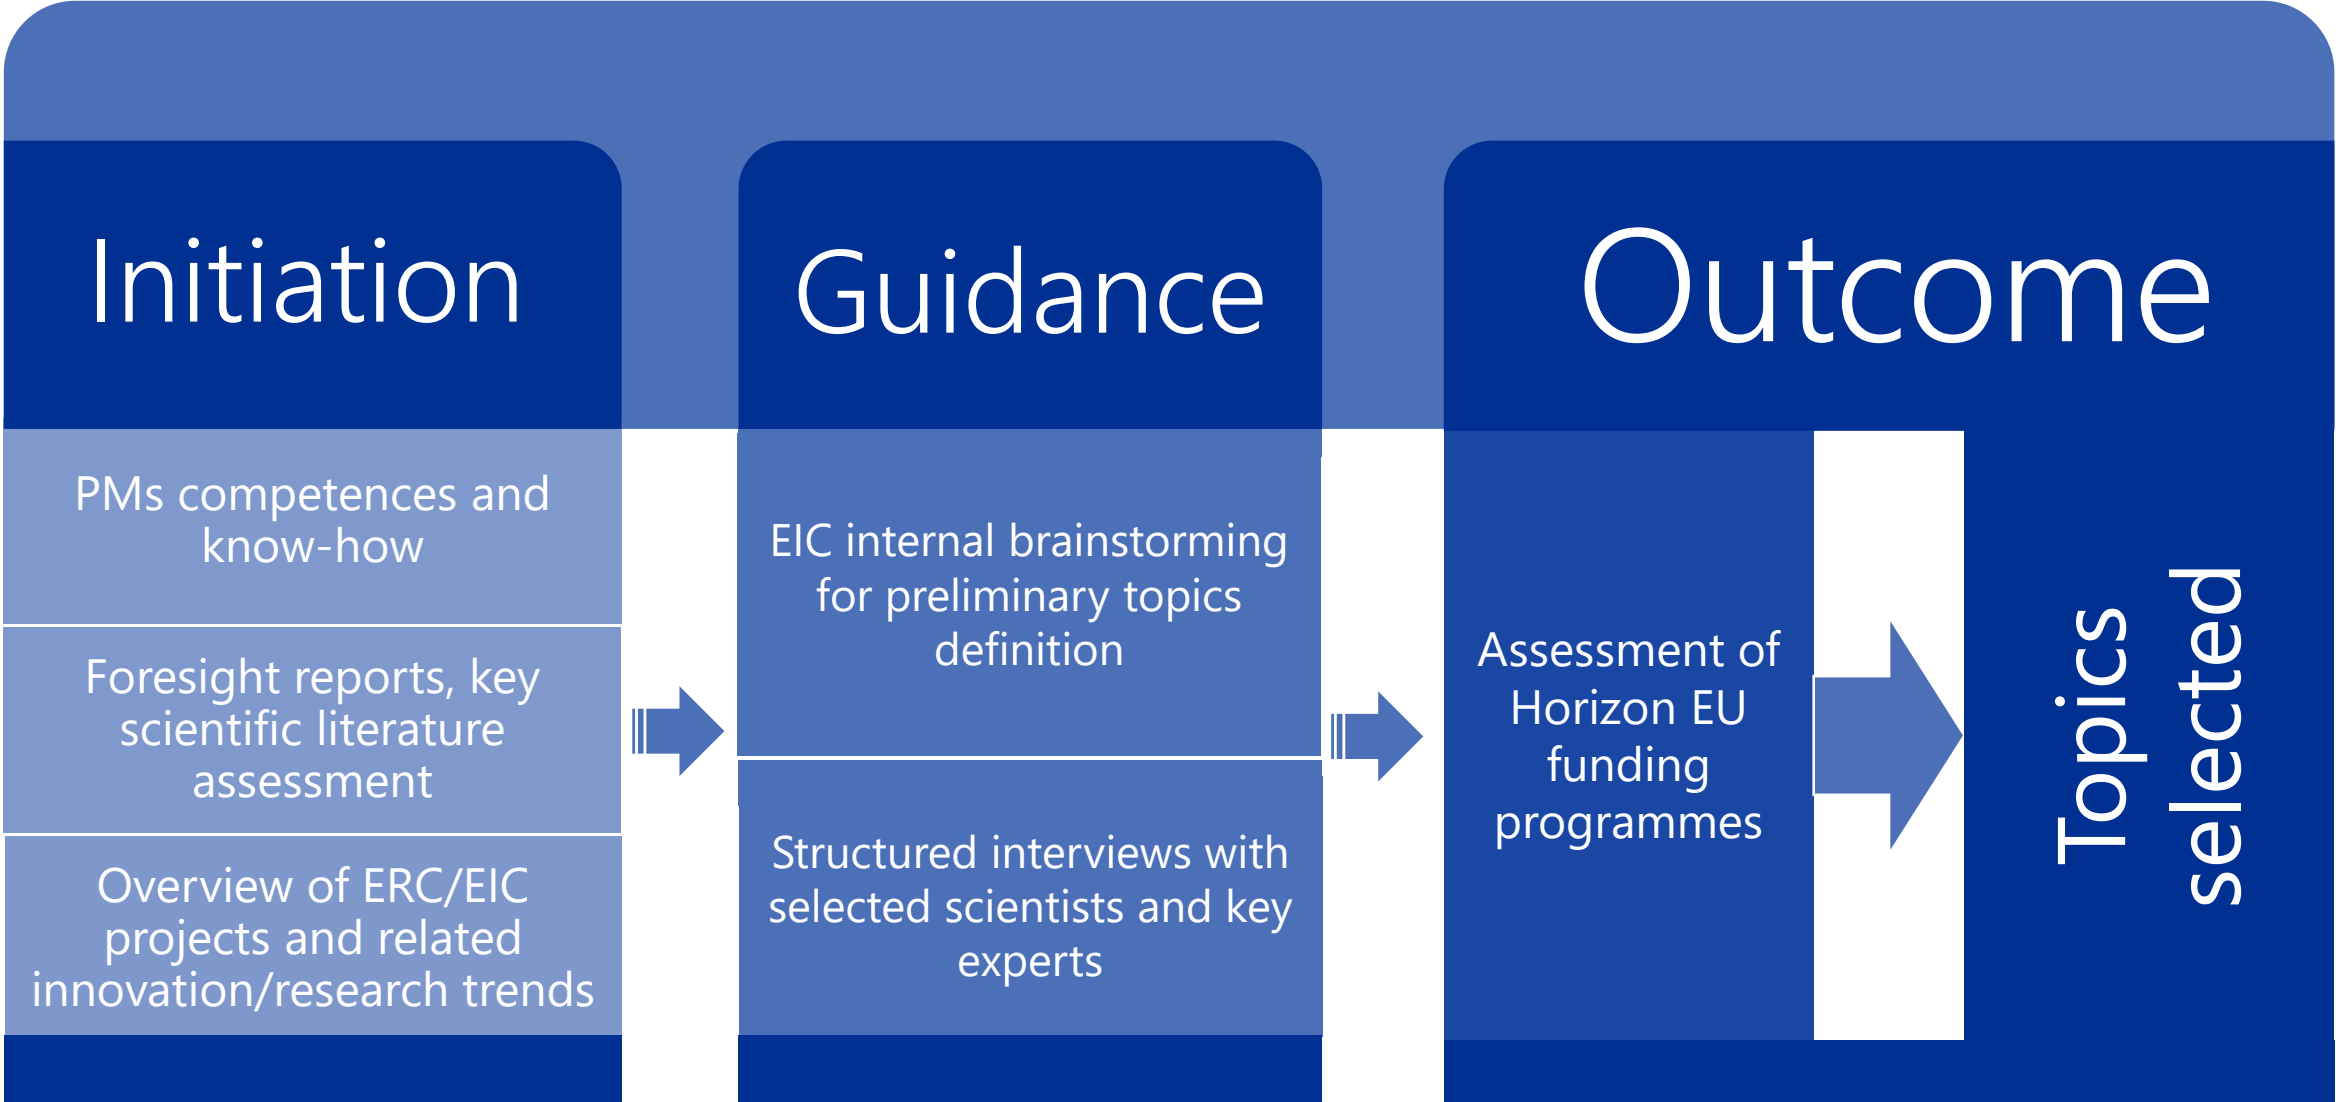 Initiation
PMs competences and
know-how
Foresight reports, key
scientific literature
assessment
Overview of ERC/EIC
projects and related
innovation/research trends
Guidance
EIC internal brainstorming
for preliminary topics
definition
Structured interviews with
selected scientists and key
experts
Outcome
Assessment of
Horizon EU
funding
programmes
Topics
selected